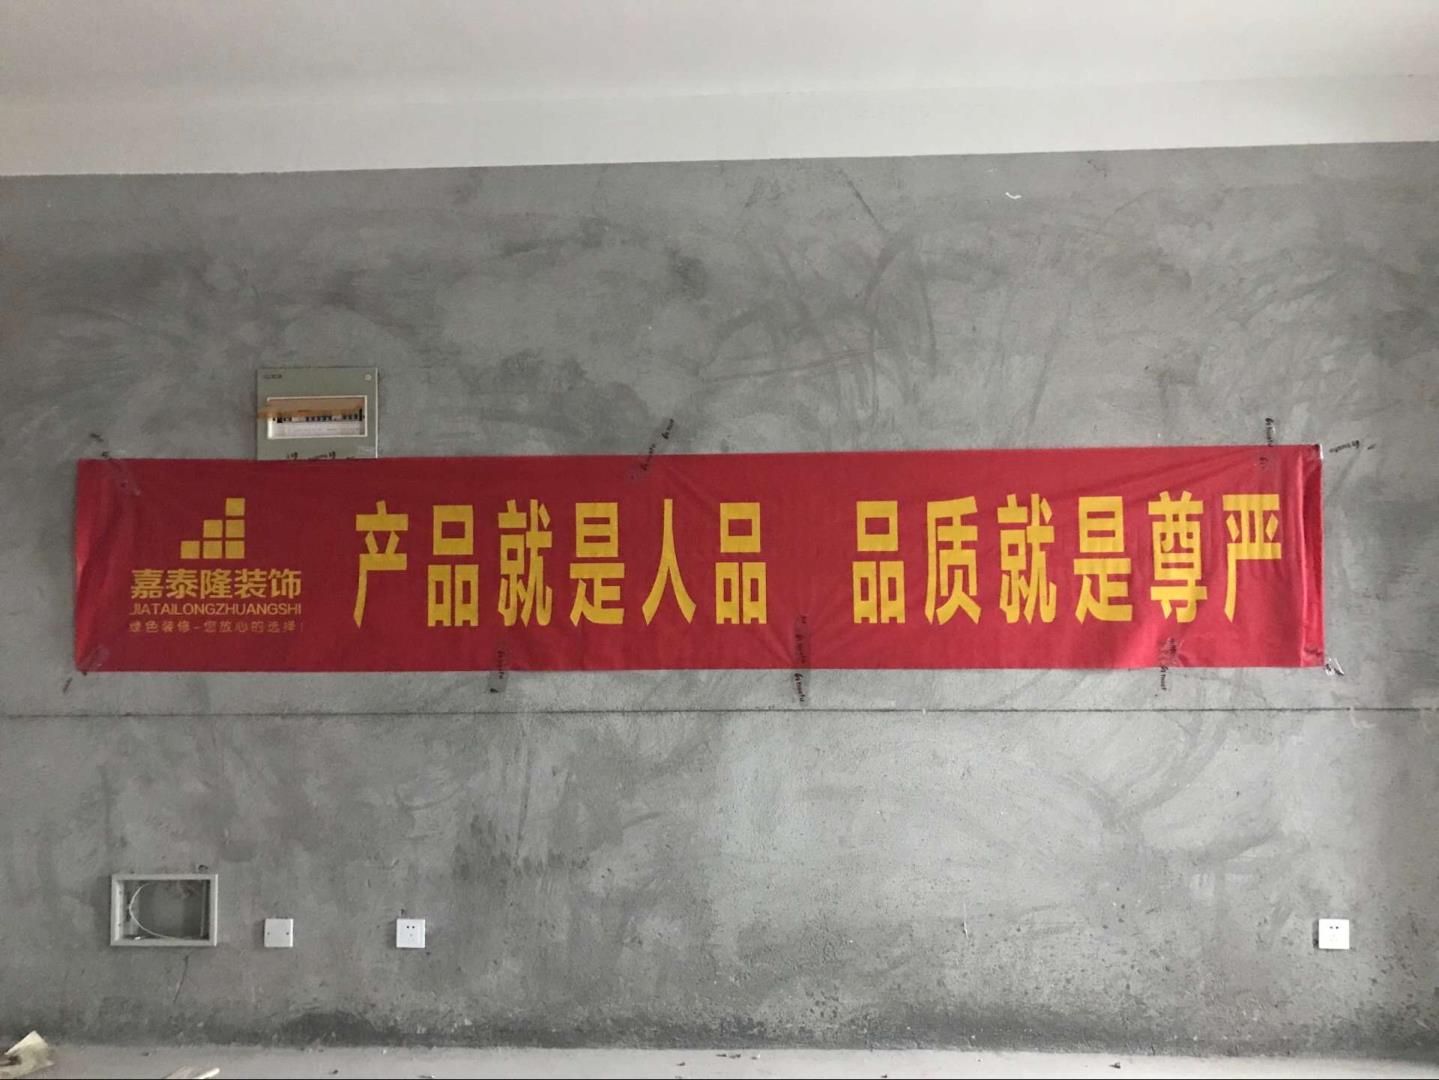 嘉泰隆装饰
JIATAILONGZHUANGSHI
绿色装修-您放心的选择!
产品就是人品 品质就是尊严